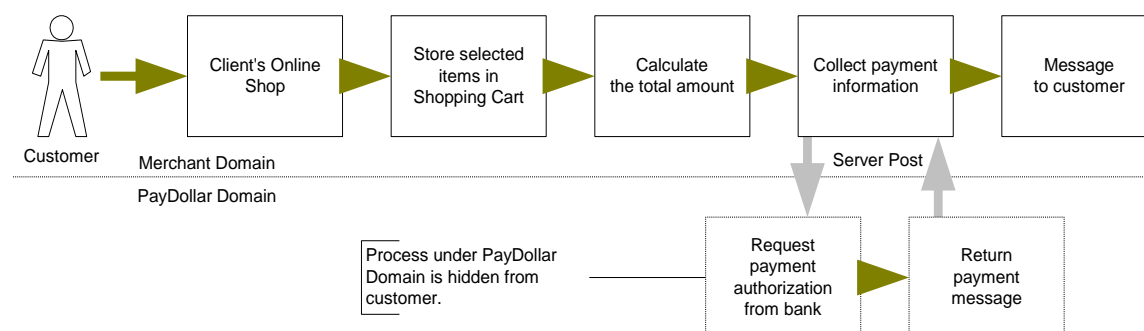 Client's Online
Shop
Store selected
items in
Shopping Cart
Calculate
the total amount
Collect payment
information
Message
to customer
Customer
Merchant Domain
Server Post
PayDollar Domain
Process under PayDollar
Domain is hidden from
customer.
Request
payment
authorization
from bank
Return
payment
message